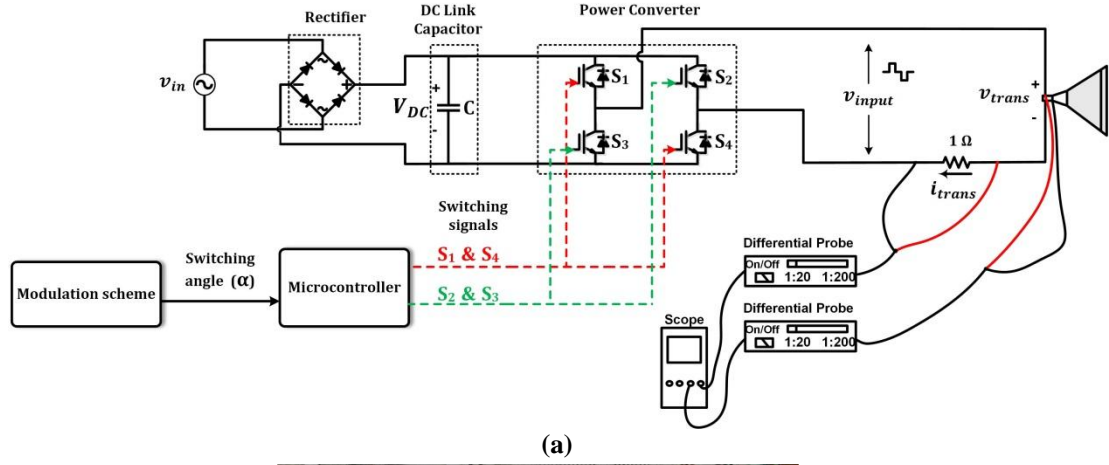 Rectifier
DC Link
Capacitor
Power Converter
v_in
V_DC
+
-
C
S₁
S₂
S₃
S₄
v_input
+
v_trans
-
1 Ω
i_trans
Switching
signals
S₁ & S₄
S₂ & S₃
Modulation scheme
Switching
angle (α)
Microcontroller
Differential Probe
On/Off
1:20 1:200
Differential Probe
On/Off
1:20 1:200
Scope
(a)